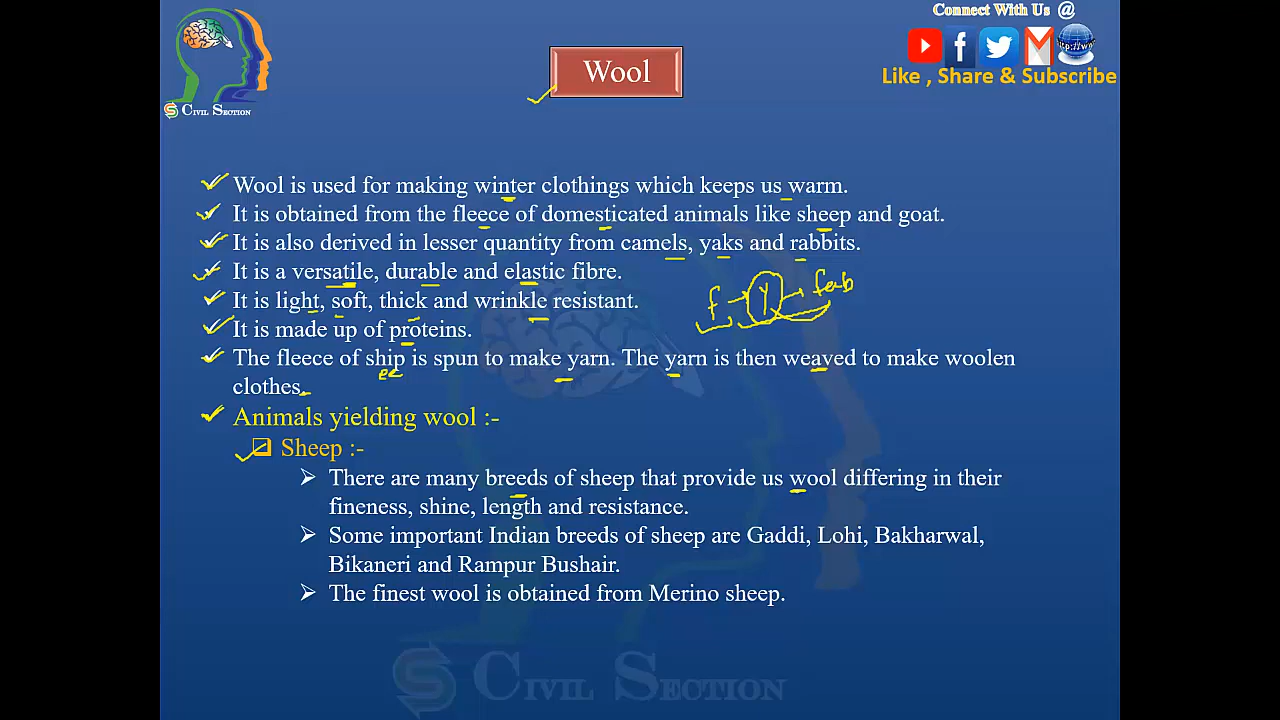 Connect With Us @
http://www
Like , Share & Subscribe
CIVIL SECTION
Wool
Wool is used for making winter clothings which keeps us warm.
It is obtained from the fleece of domesticated animals like sheep and goat.
It is also derived in lesser quantity from camels, yaks and rabbits.
It is a versatile, durable and elastic fibre.
It is light, soft, thick and wrinkle resistant.
f → Y → fab
It is made up of proteins.
The fleece of ship is spun to make yarn. The yarn is then weaved to make woolen
ee
clothes.
Animals yielding wool :-
Sheep :-
There are many breeds of sheep that provide us wool differing in their
fineness, shine, length and resistance.
Some important Indian breeds of sheep are Gaddi, Lohi, Bakharwal,
Bikaneri and Rampur Bushair.
The finest wool is obtained from Merino sheep.
CIVIL SECTION